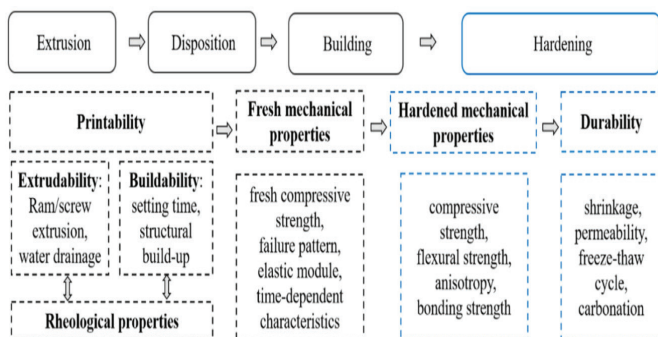 Extrusion
Disposition
Building
Hardening
Printability
Fresh mechanical
properties
Hardened mechanical
properties
Durability
Extrudability:
Ram/screw
extrusion,
water drainage
Buildability:
setting time,
structural
build-up
fresh compressive
strength,
failure pattern,
elastic module,
time-dependent
characteristics
compressive
strength,
flexural strength,
anisotropy,
bonding strength
shrinkage,
permeability,
freeze-thaw
cycle,
carbonation
Rheological properties